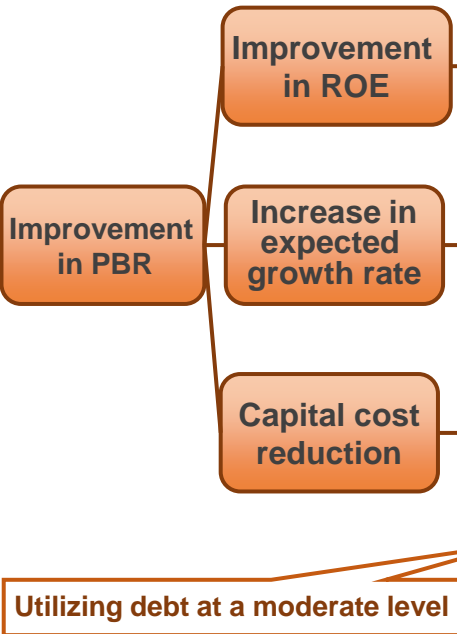 Improvement
in ROE
Improvement
in PBR
Increase in
expected
growth rate
Capital cost
reduction
Utilizing debt at a moderate level